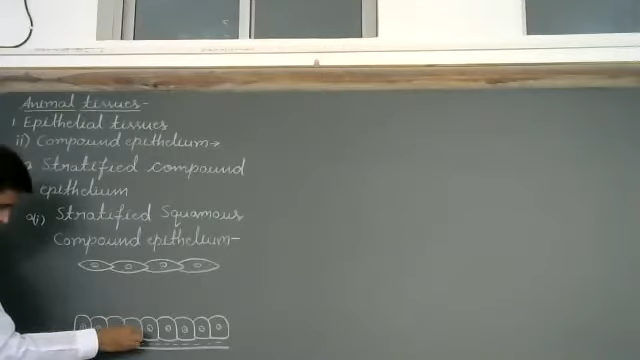 Animal tissues-
1 Epithelial tissues
ii) Compound epithelium→
Stratified compound
epithelium
a(i) Stratified Squamous
Compound epithelium-